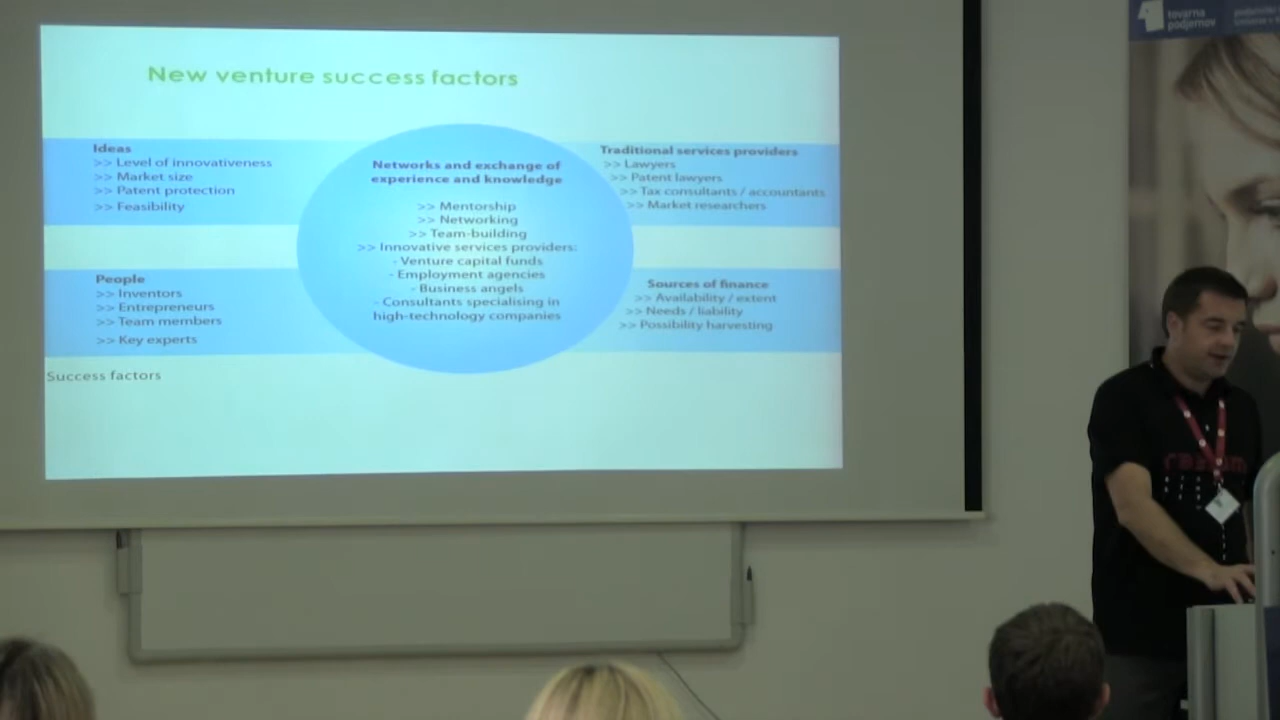 New venture success factors
Ideas
>> Level of innovativeness
>> Market size
>> Patent protection
>> Feasibility
People
>> Inventors
>> Entrepreneurs
>> Team members
>> Key experts
Networks and exchange of
experience and knowledge
>> Mentorship
>> Networking
>> Team-building
>> Innovative services providers:
- Venture capital funds
- Employment agencies
- Business angels
- Consultants specialising in
high-technology companies
Traditional services providers
>> Lawyers
>> Patent lawyers
>> Tax consultants / accountants
>> Market researchers
Sources of finance
>> Availability / extent
>> Needs / liability
>> Possibility harvesting
Success factors
tovarna
podjemov